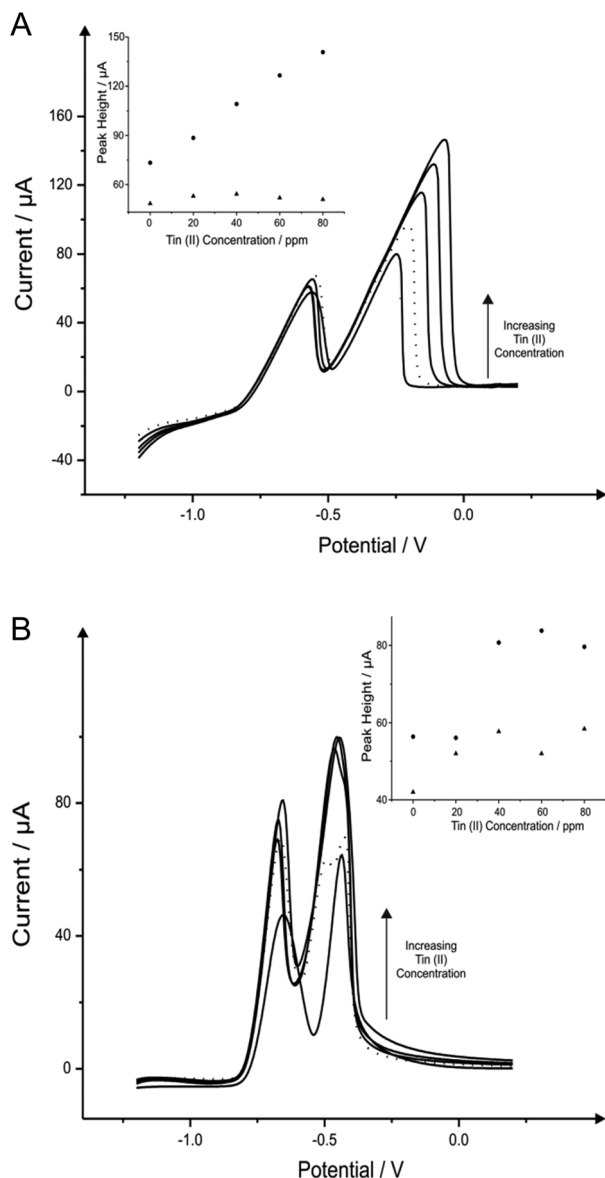 A
150
120
90
60
Peak Height / μA
0 20 40 60 80
Tin (II) Concentration / ppm
160
120
80
40
0
-40
Current / μA
Increasing
Tin (II)
Concentration
-1.0 -0.5 0.0
Potential / V
B
80
60
40
Peak Height / μA
0 20 40 60 80
Tin (II) Concentration / ppm
80
40
0
Current / μA
Increasing
Tin (II)
Concentration
-1.0 -0.5 0.0
Potential / V